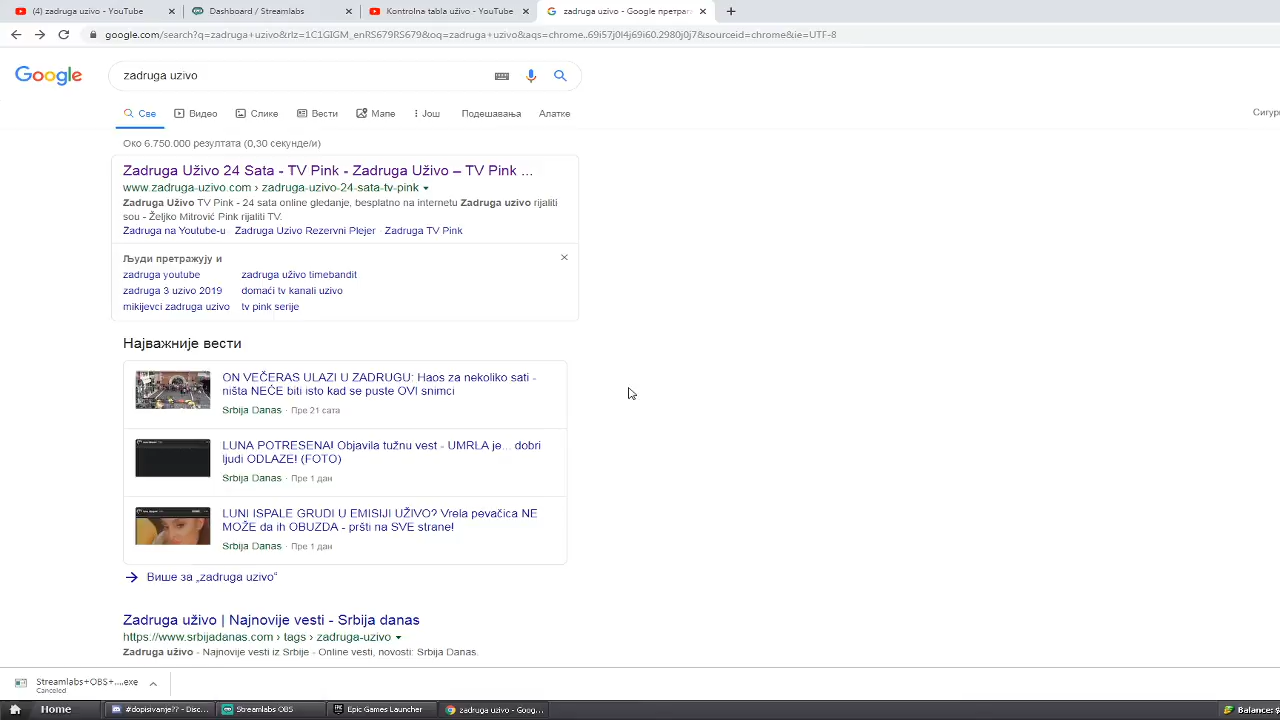 (4) zadruga uzivo - YouTube
Dashboard / Streamlabs
Kontrolna tabla uzivo - YouTube
zadruga uzivo - Google претраг
google.com/search?q=zadruga+uzivo&rlz=1C1GIGM_enRS679RS679&oq=zadruga+uzivo&aqs=chrome..69i57j0l4j69i60.2980j0j7&sourceid=chrome&ie=UTF-8
Google
zadruga uzivo
Све
Видео
Слике
Вести
Мапе
Још
Подешавања
Алатке
Сигур
Око 6.750.000 резултата (0,30 секунде/и)
Zadruga Uživo 24 Sata - TV Pink - Zadruga Uživo – TV Pink ...
www.zadruga-uzivo.com › zadruga-uzivo-24-sata-tv-pink
Zadruga Uživo TV Pink - 24 sata online gledanje, besplatno na internetu Zadruga uzivo rijaliti
sou - Željko Mitrović Pink rijaliti TV.
Zadruga na Youtube-u · Zadruga Uzivo Rezervni Plejer · Zadruga TV Pink
Људи претражују и
zadruga youtube
zadruga uživo timebandit
zadruga 3 uzivo 2019
domaći tv kanali uzivo
mikijevci zadruga uzivo
tv pink serije
Најважније вести
ON VEČERAS ULAZI U ZADRUGU: Haos za nekoliko sati -
ništa NEĆE biti isto kad se puste OVI snimci
Srbija Danas · Пре 21 сата
LUNA POTRESENA! Objavila tužnu vest - UMRLA je... dobri
ljudi ODLAZE! (FOTO)
Srbija Danas · Пре 1 дан
LUNI ISPALE GRUDI U EMISIJI UŽIVO? Vrela pevačica NE
MOŽE da ih OBUZDA - pršti na SVE strane!
Srbija Danas · Пре 1 дан
Више за „zadruga uzivo“
Zadruga uživo | Najnovije vesti - Srbija danas
https://www.srbijadanas.com › tags › zadruga-uzivo
Zadruga uživo - Najnovije vesti iz Srbije - Online vesti, novosti: Srbija Danas.
Streamlabs+OBS+....exe
Canceled
Home
#dopisivanje?? - Disc...
Streamlabs OBS
Epic Games Launcher
zadruga uzivo - Goog...
Balance: